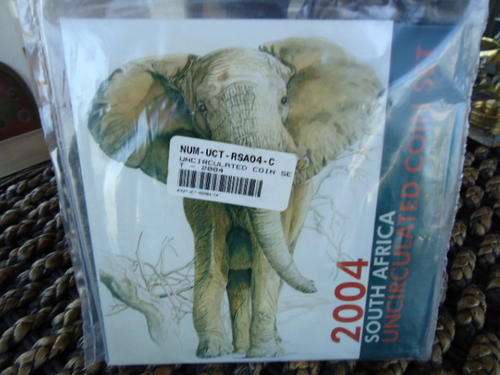 NUM-UCT-RSA04-C
UNCIRCULATED COIN SE
T - 2004
2004
SOUTH AFRICA
UNCIRCULATED COIN SET